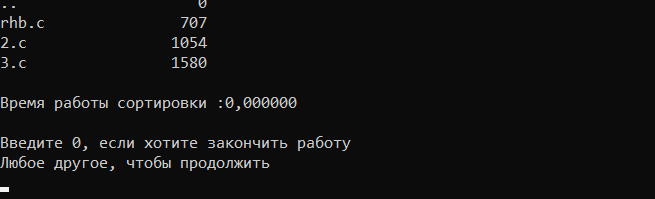 .. 0
rhb.c 707
2.c 1054
3.c 1580
Время работы сортировки :0,000000
Введите 0, если хотите закончить работу
Любое другое, чтобы продолжить